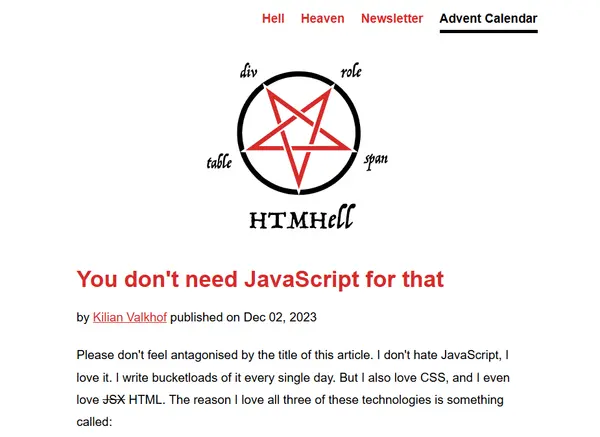 Hell Heaven Newsletter Advent Calendar
div role
table span
HTMHell
You don't need JavaScript for that
by Kilian Valkhof published on Dec 02, 2023
Please don't feel antagonised by the title of this article. I don't hate JavaScript, I
love it. I write bucketloads of it every single day. But I also love CSS, and I even
love JSX HTML. The reason I love all three of these technologies is something
called: